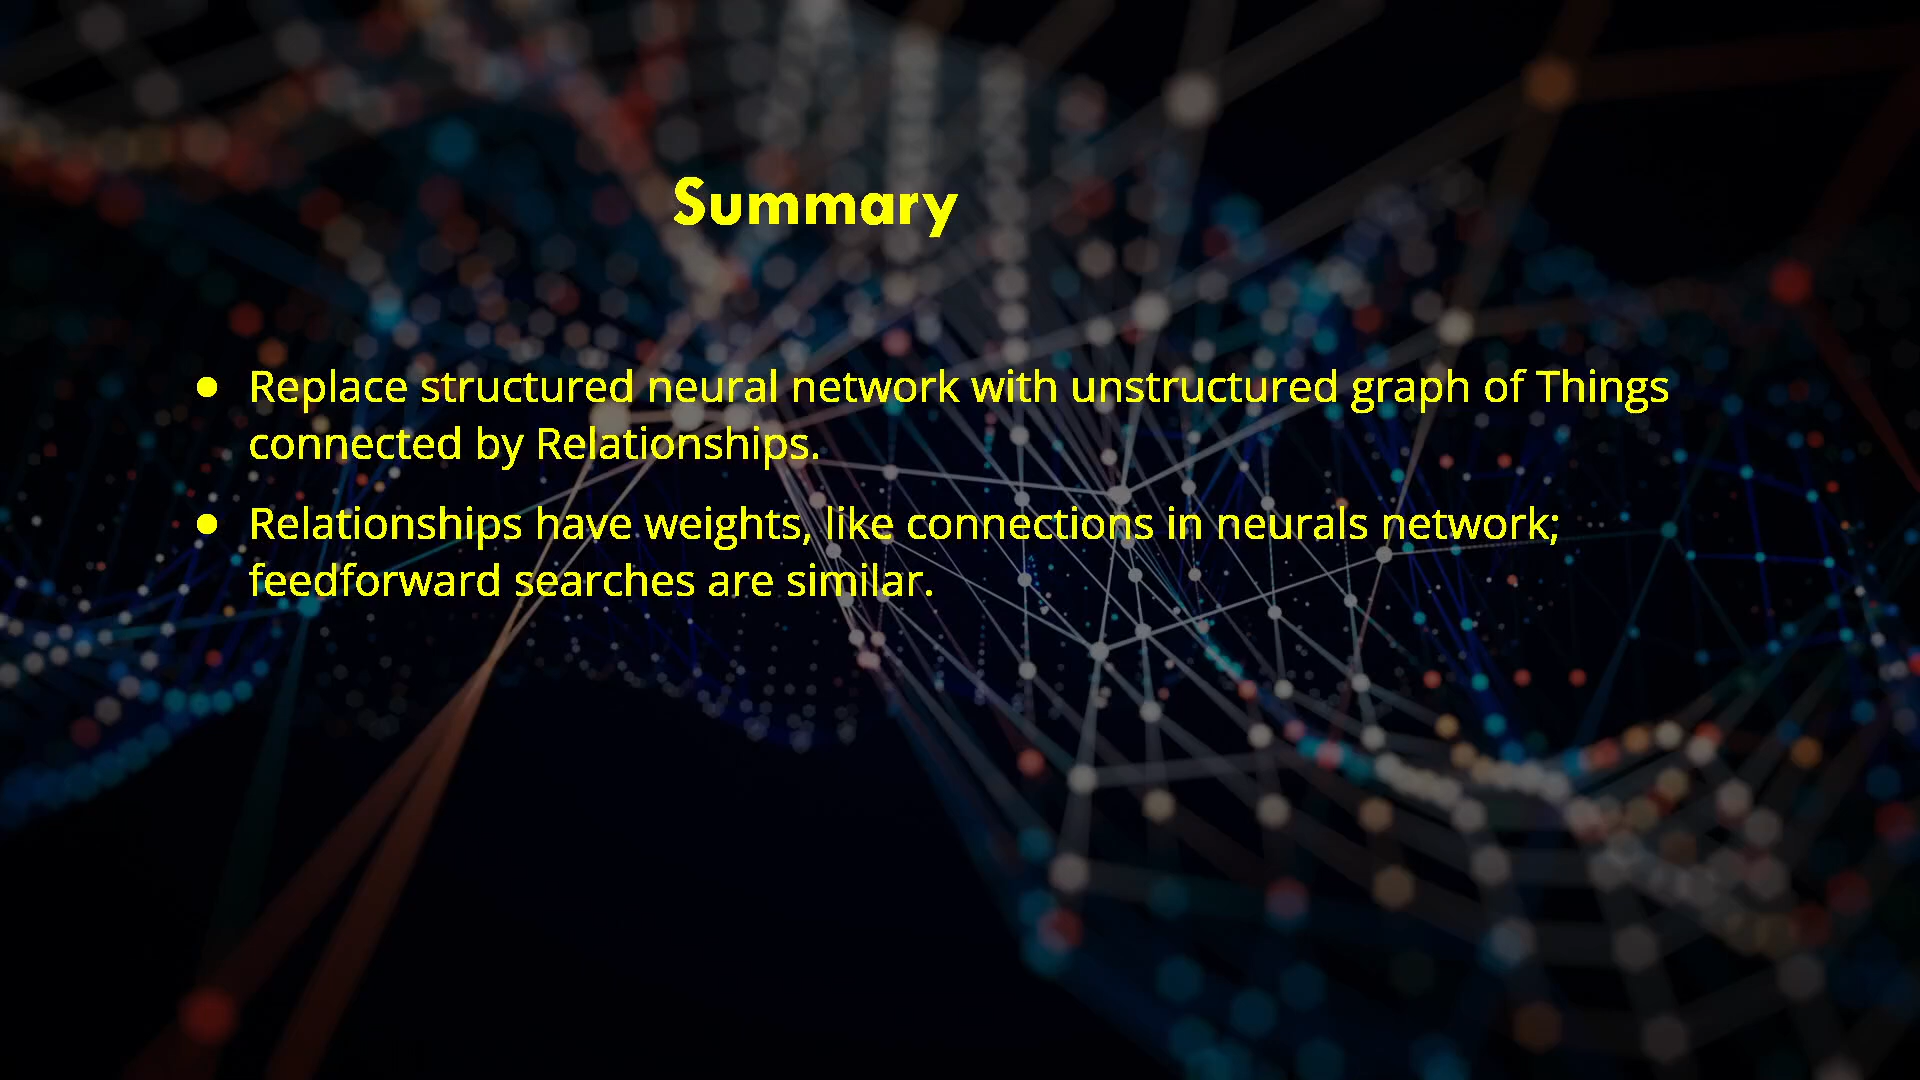 Summary
● Replace structured neural network with unstructured graph of Things
connected by Relationships.
● Relationships have weights, like connections in neurals network;
feedforward searches are similar.